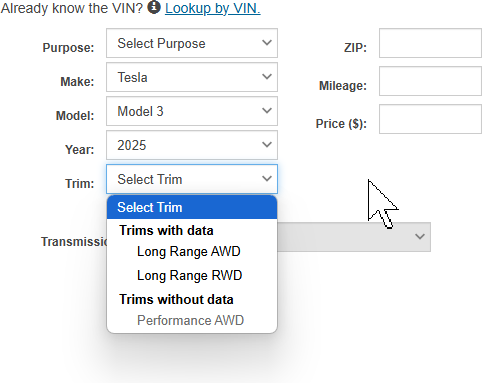 Already know the VIN? Lookup by VIN.
Purpose: Select Purpose
ZIP:
Make: Tesla
Mileage:
Model: Model 3
Price ($):
Year: 2025
Trim: Select Trim
Select Trim
Trims with data
Long Range AWD
Long Range RWD
Trims without data
Performance AWD
Transmissic